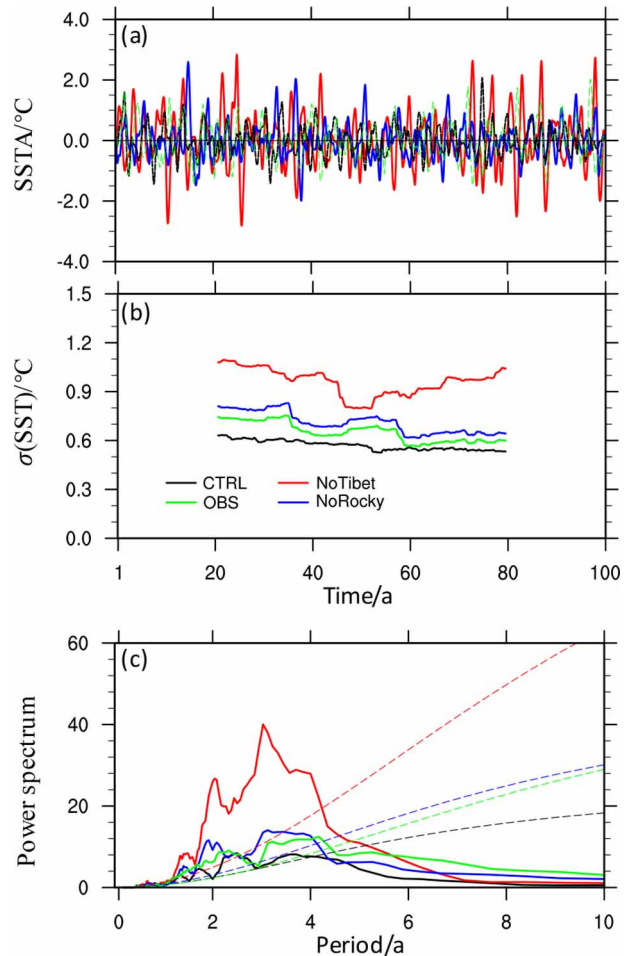 (a)
4.0
2.0
0.0
-2.0
-4.0
SSTA/°C
(b)
1.5
1.2
0.9
0.6
0.3
0.0
σ(SST)/°C
CTRL
NoTibet
OBS
NoRocky
1
20
40
60
80
100
Time/a
(c)
60
40
20
0
Power spectrum
0
2
4
6
8
10
Period/a